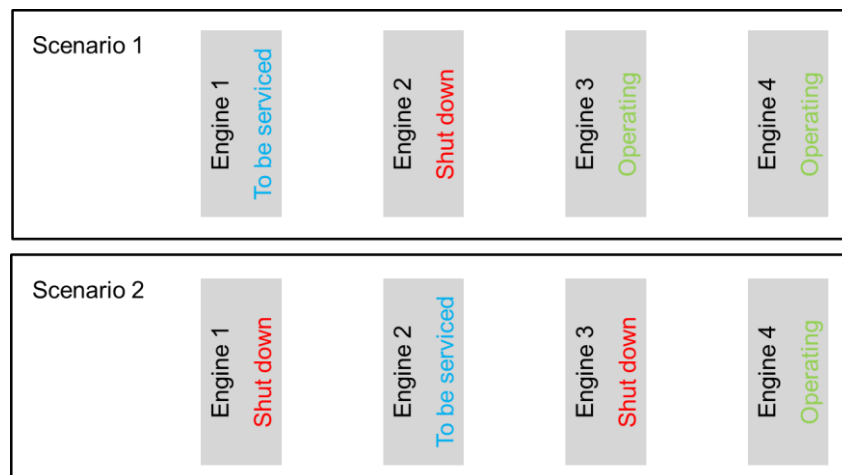 Scenario 1
Engine 1
To be serviced
Engine 2
Shut down
Engine 3
Operating
Engine 4
Operating
Scenario 2
Engine 1
Shut down
Engine 2
To be serviced
Engine 3
Shut down
Engine 4
Operating